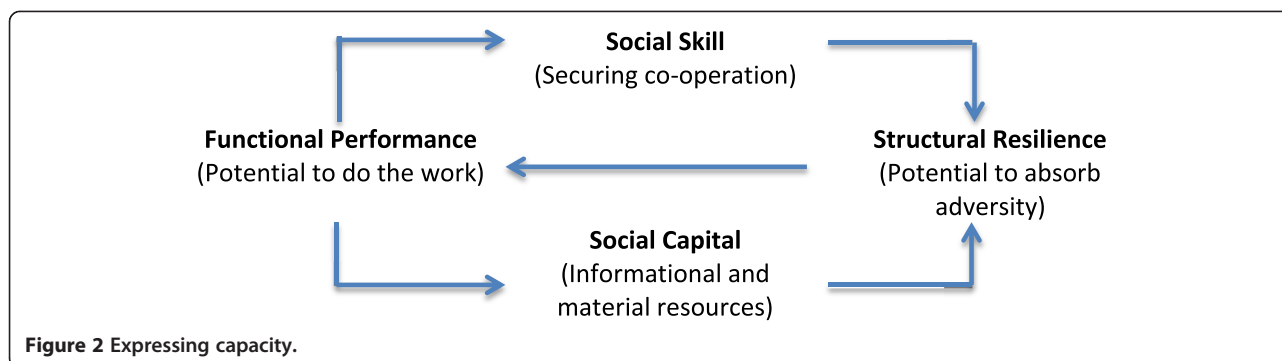 Social Skill
(Securing co-operation)
Functional Performance
(Potential to do the work)
Structural Resilience
(Potential to absorb
adversity)
Social Capital
(Informational and
material resources)
Figure 2 Expressing capacity.